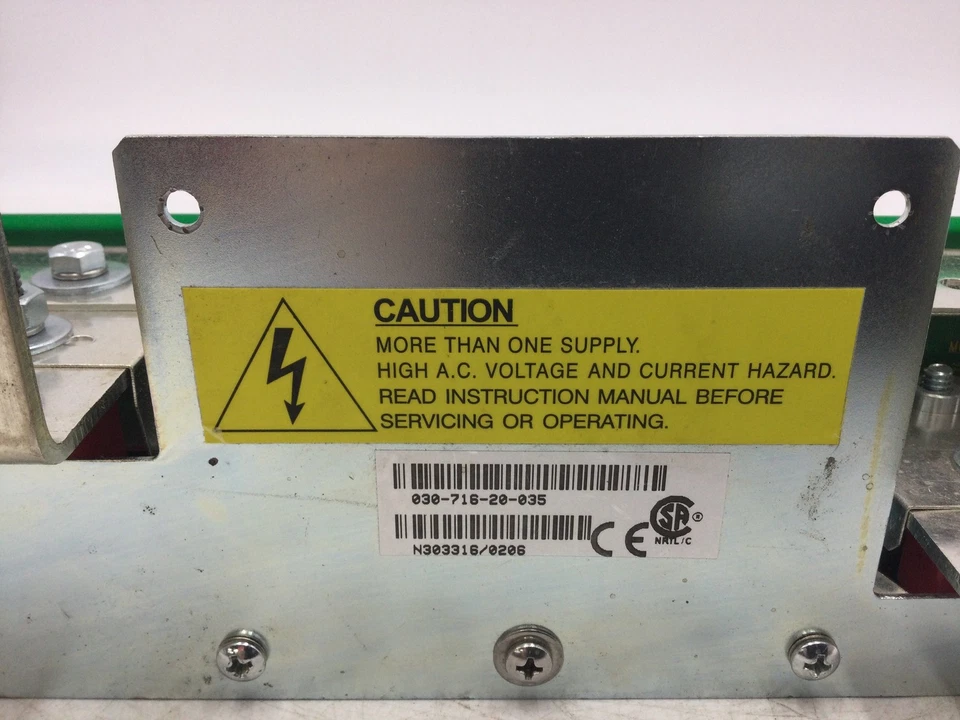 CAUTION
MORE THAN ONE SUPPLY.
HIGH A.C. VOLTAGE AND CURRENT HAZARD.
READ INSTRUCTION MANUAL BEFORE
SERVICING OR OPERATING.
030-716-20-035
N303316/0206
CE
SA ®
NRTL/C